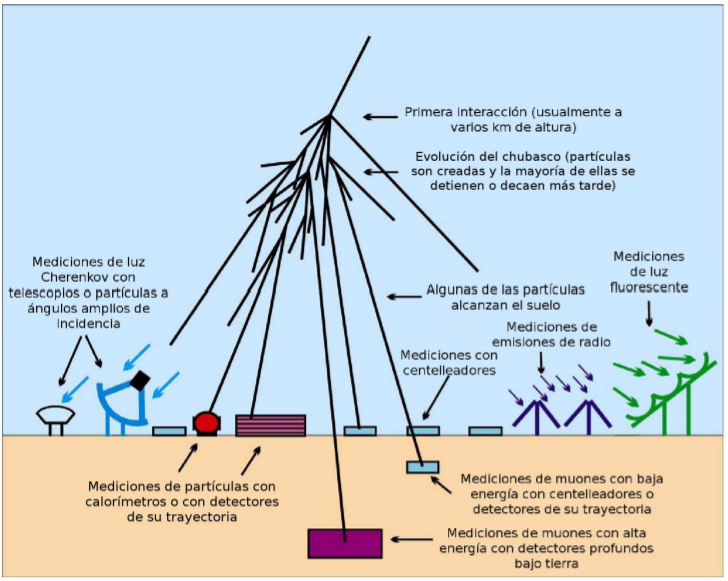 Primera interacción (usualmente a
varios km de altura)
Evolución del chubasco (partículas
son creadas y la mayoría de ellas se
detienen o decaen más tarde)
Mediciones de luz
Cherenkov con
telescopios o partículas a
ángulos amplios de
incidencia
Algunas de las partículas
alcanzan el suelo
Mediciones
de luz
fluorescente
Mediciones de
emisiones de radio
Mediciones con
centelleadores
Mediciones de partículas con
calorímetros o con detectores
de su trayectoria
Mediciones de muones con baja
energía con centelleadores o
detectores de su trayectoria
Mediciones de muones con alta
energía con detectores profundos
bajo tierra